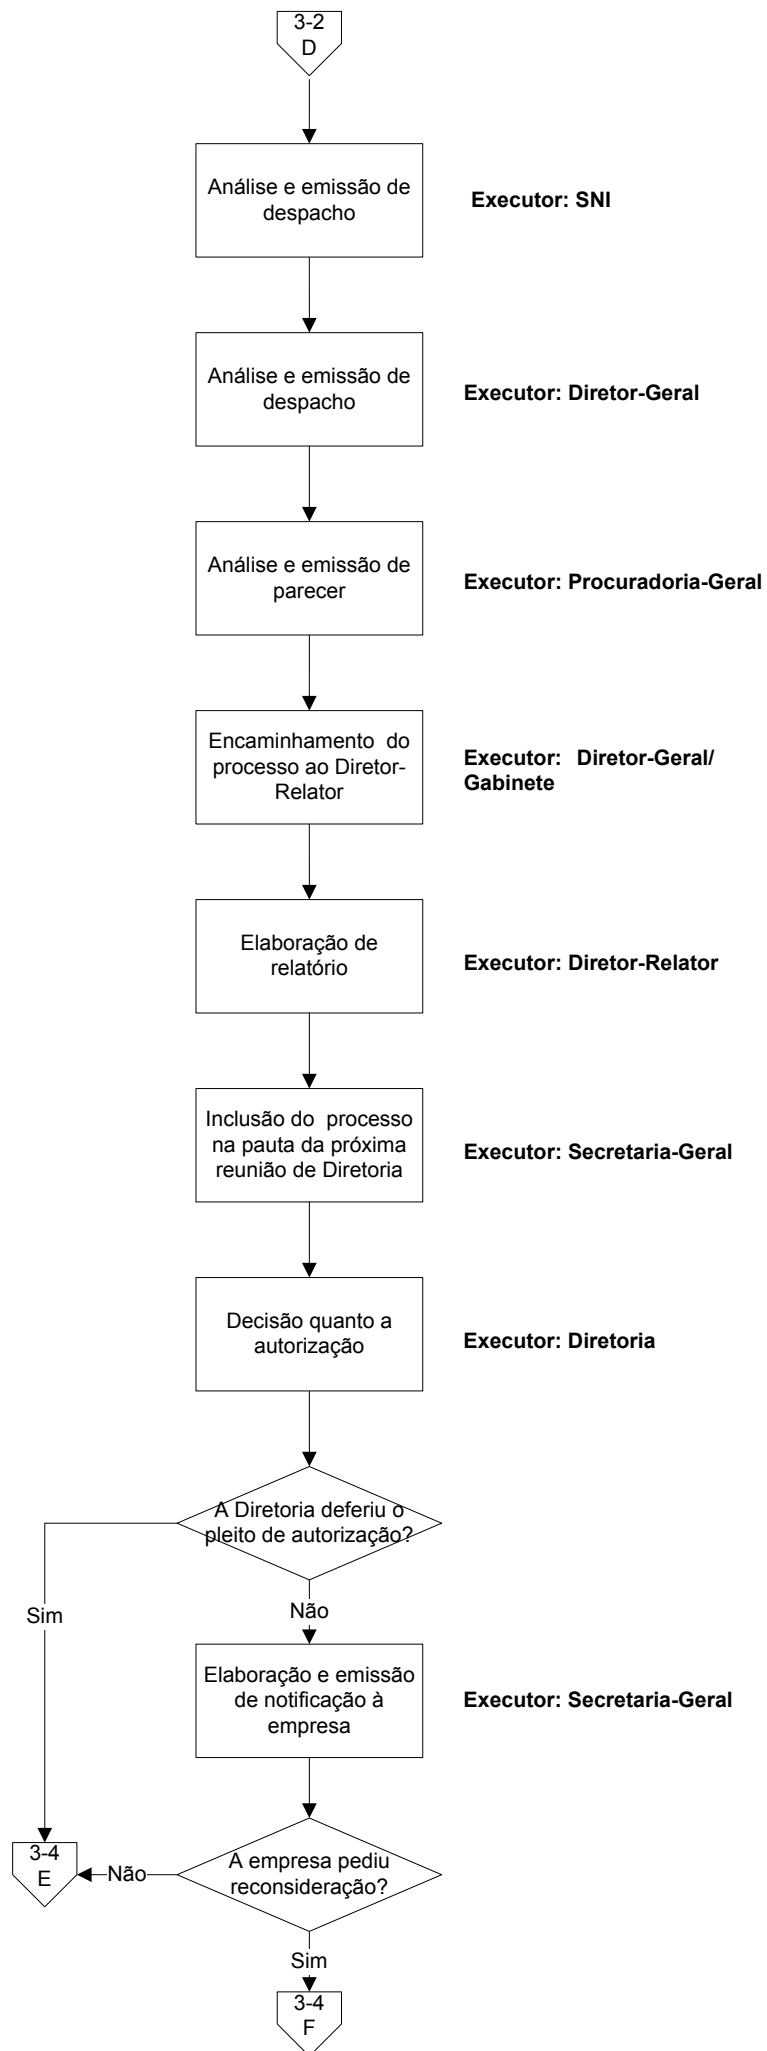 3-2
D
Análise e emissão de
despacho
Executor: SNI
Análise e emissão de
despacho
Executor: Diretor-Geral
Análise e emissão de
parecer
Executor: Procuradoria-Geral
Encaminhamento do
processo ao Diretor-
Relator
Executor: Diretor-Geral/
Gabinete
Elaboração de
relatório
Executor: Diretor-Relator
Inclusão do processo
na pauta da próxima
reunião de Diretoria
Executor: Secretaria-Geral
Decisão quanto a
autorização
Executor: Diretoria
A Diretoria deferiu o
pleito de autorização?
Sim
Não
Elaboração e emissão
de notificação à
empresa
Executor: Secretaria-Geral
3-4
E
Não
A empresa pediu
reconsideração?
Sim
3-4
F